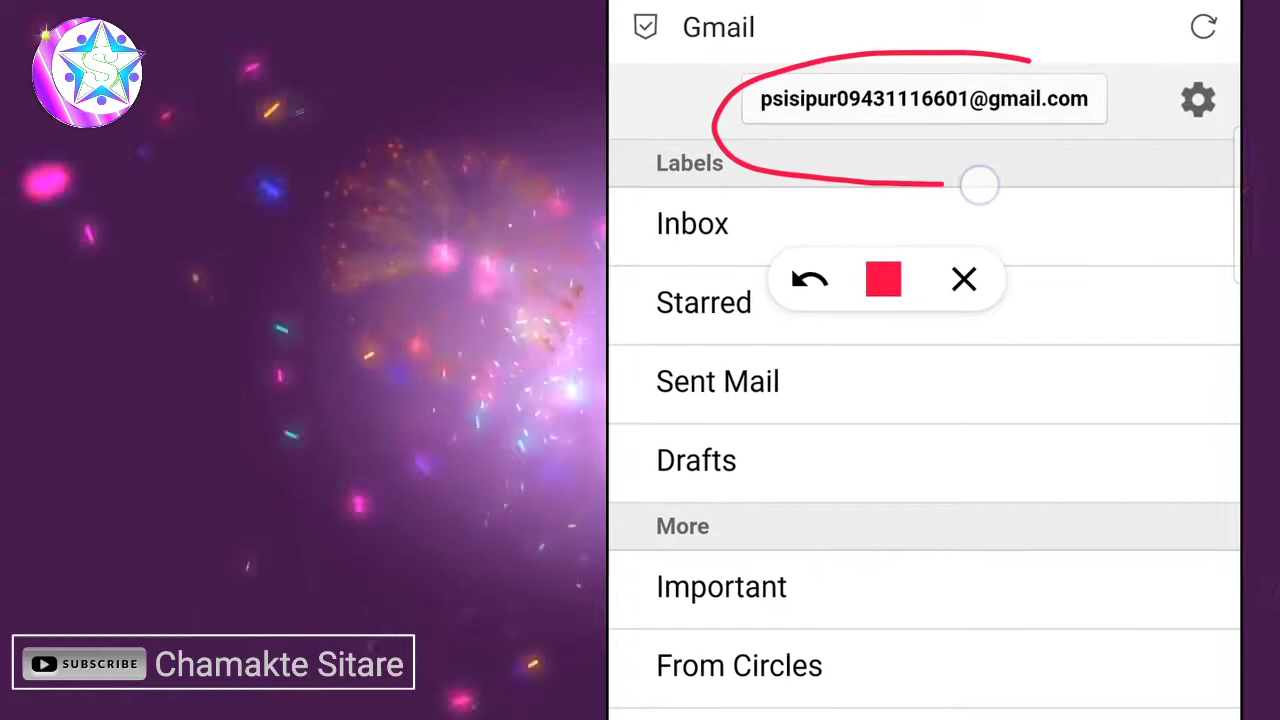 S
Gmail
psisipur09431116601@gmail.com
Labels
Inbox
Starred
Sent Mail
Drafts
More
Important
From Circles
SUBSCRIBE Chamakte Sitare